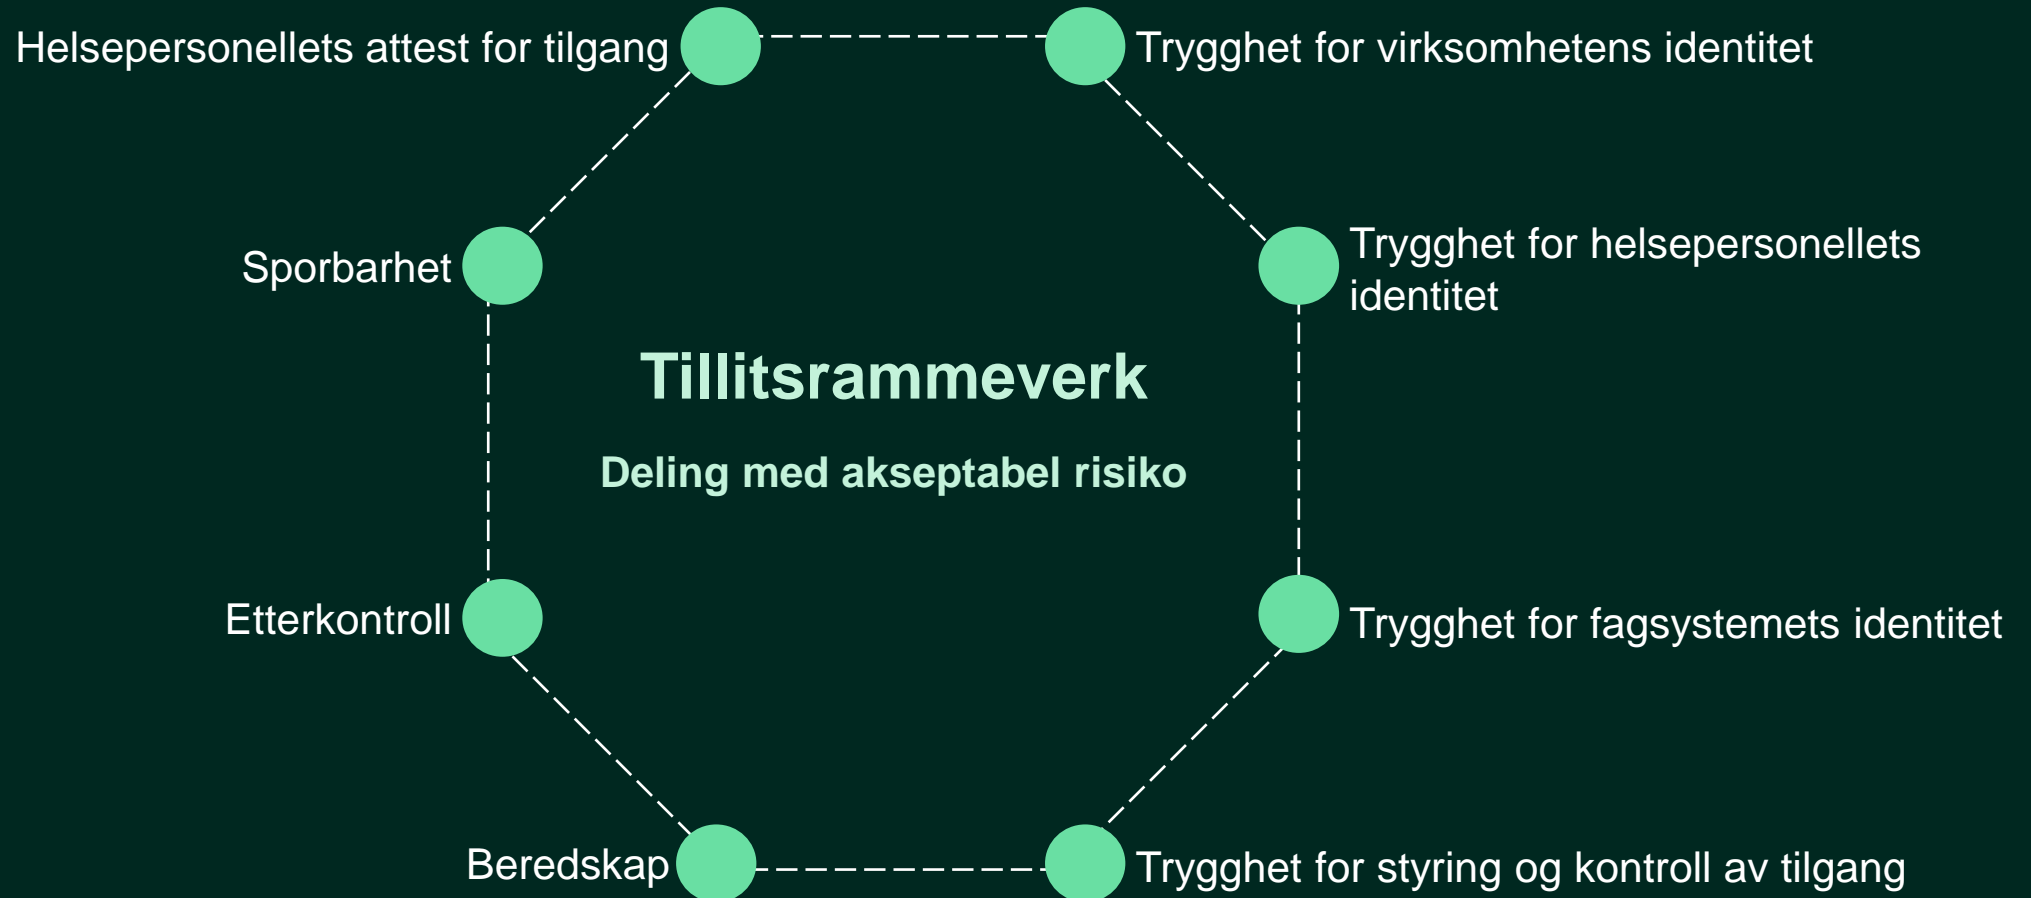 Helsepersonellets attest for tilgang
Trygghet for virksomhetens identitet
Sporbarhet
Trygghet for helsepersonellets
identitet
Tillitsrammeverk
Deling med akseptabel risiko
Etterkontroll
Trygghet for fagsystemets identitet
Beredskap
Trygghet for styring og kontroll av tilgang